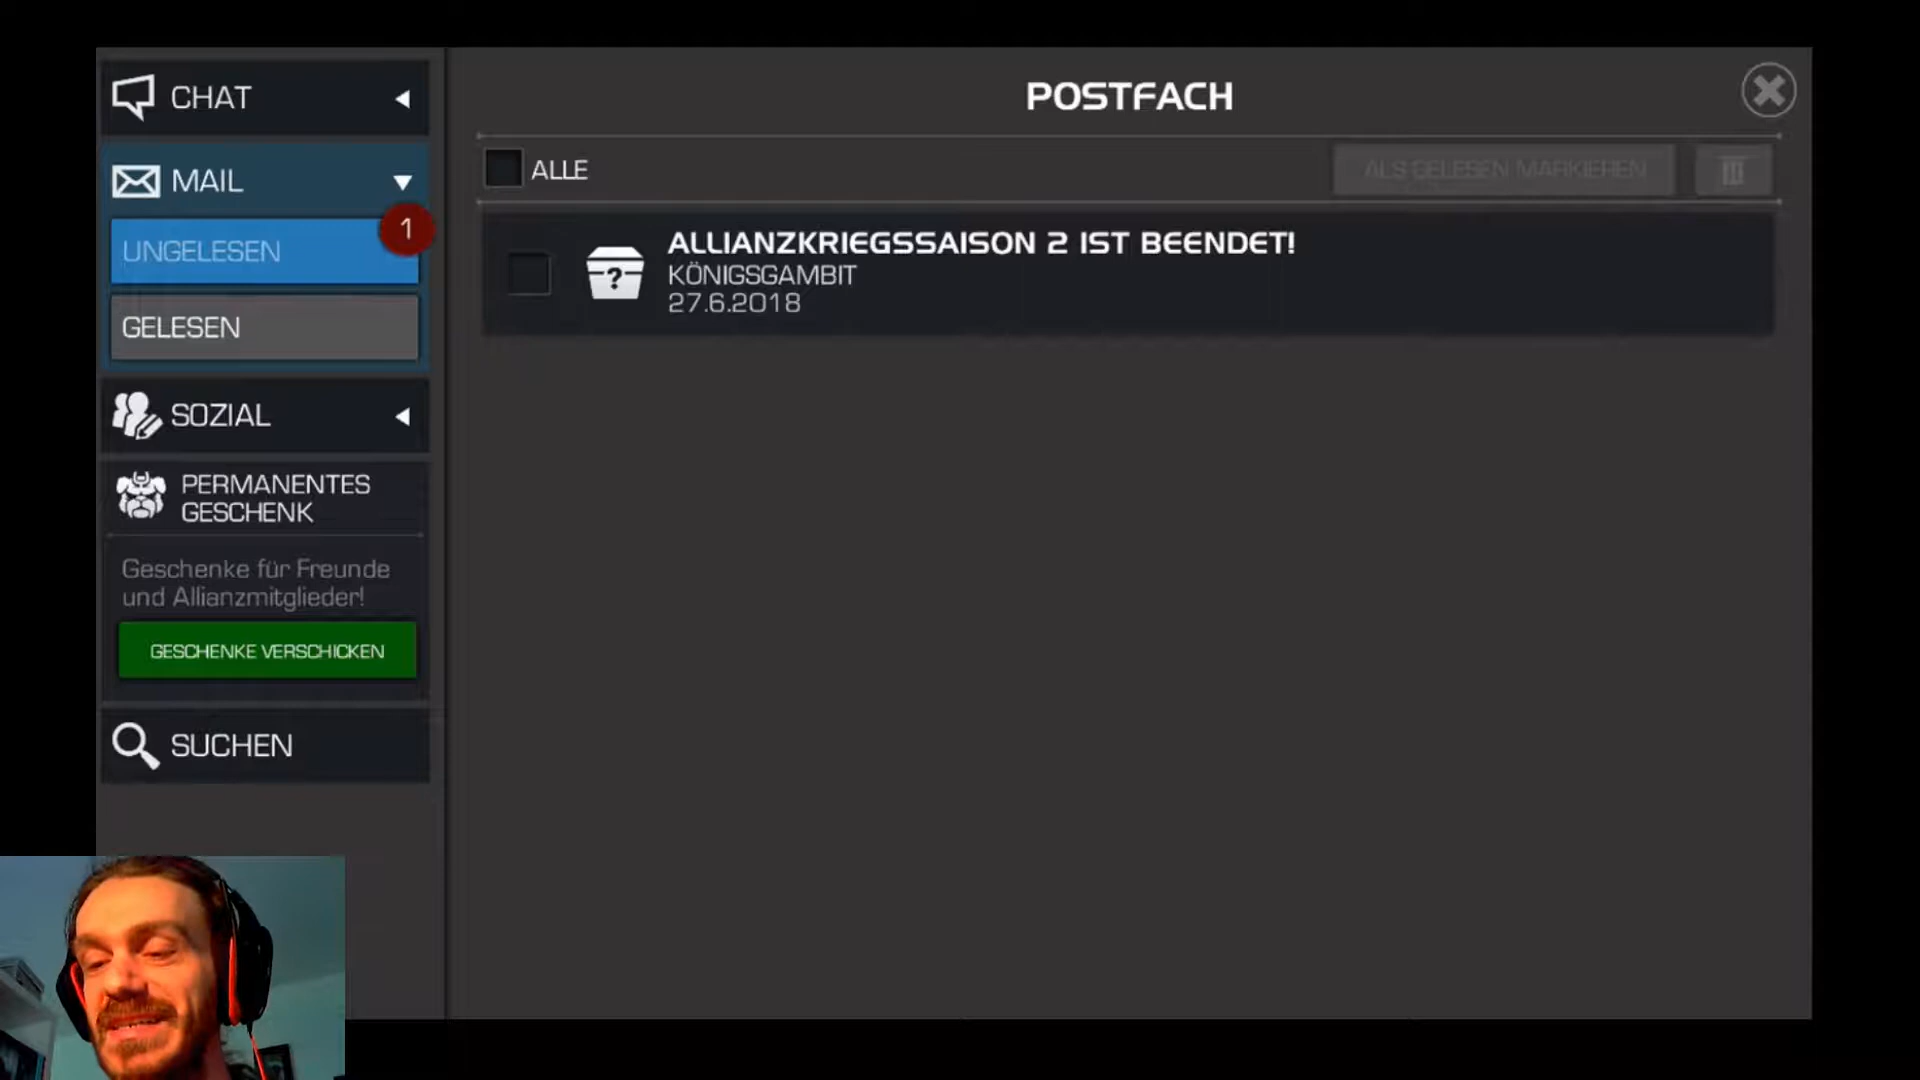 CHAT
MAIL
1
UNGELESEN
GELESEN
SOZIAL
PERMANENTES
GESCHENK
Geschenke für Freunde
und Allianzmitglieder!
GESCHENKE VERSCHICKEN
SUCHEN
POSTFACH
ALLE
ALS GELESEN MARKIEREN
ALLIANZKRIEGSSAISON 2 IST BEENDET!
KÖNIGSGAMBIT
27.6.2018